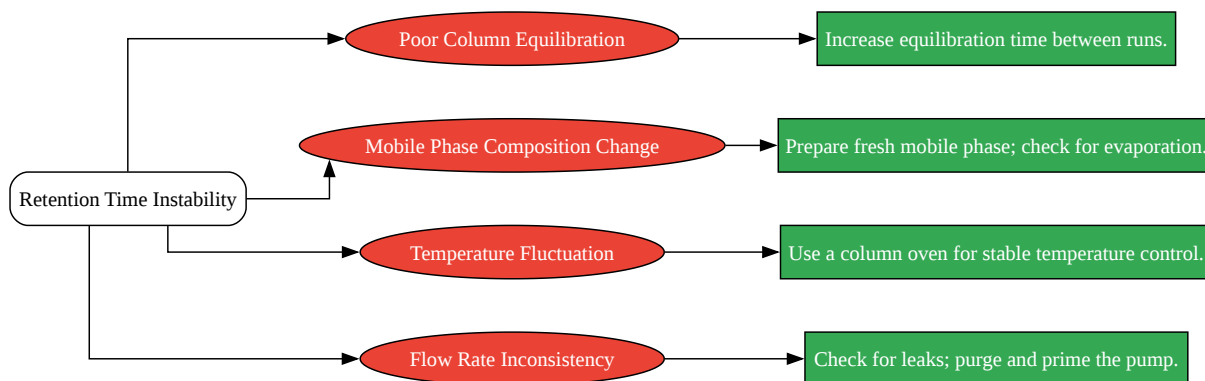 Poor Column Equilibration
Increase equilibration time between runs.
Mobile Phase Composition Change
Prepare fresh mobile phase; check for evaporation.
Retention Time Instability
Temperature Fluctuation
Use a column oven for stable temperature control.
Flow Rate Inconsistency
Check for leaks; purge and prime the pump.